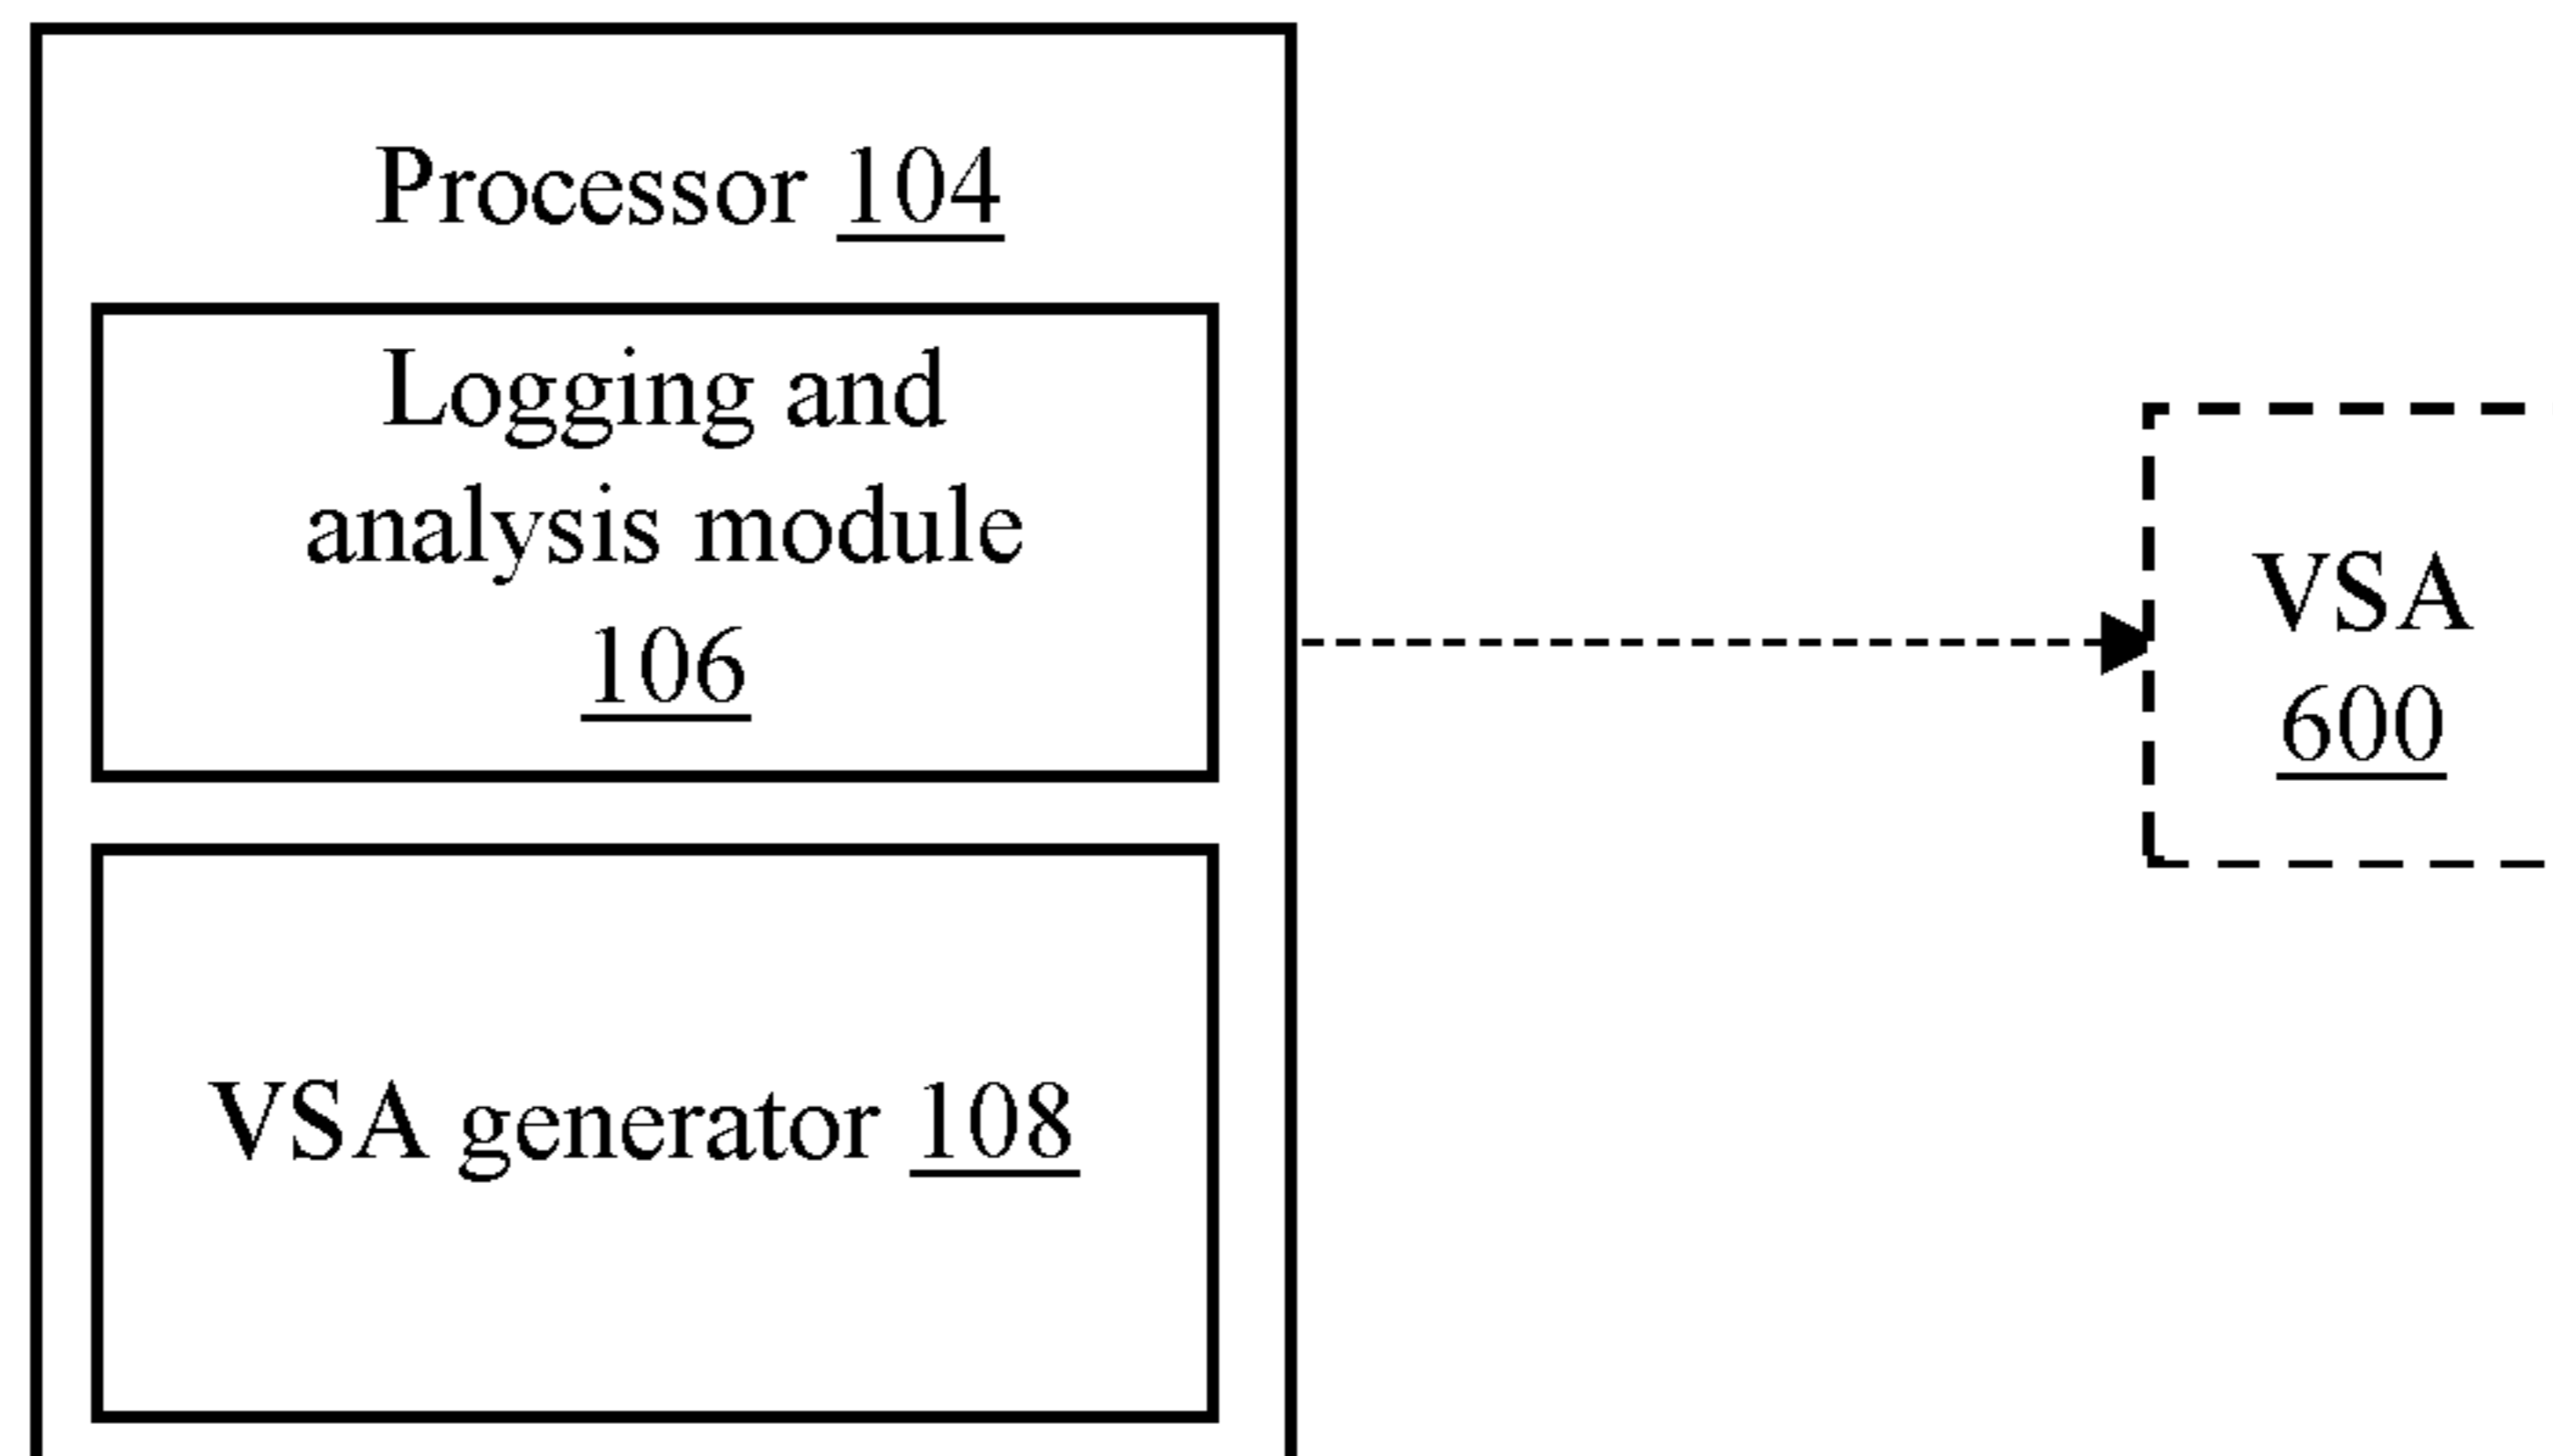 Processor 104
Logging and
analysis module
106
VSA
600
VSA generator 108